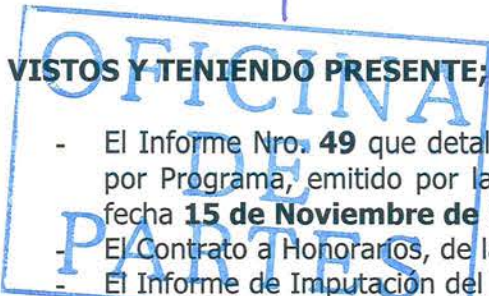 VISTOS Y TENIENDO PRESENTE;
OFICINA
DE
PARTES
- El Informe Nro. 49 que detal
por Programa, emitido por la
fecha 15 de Noviembre de
- El Contrato a Honorarios, de l
- El Informe de Imputación del